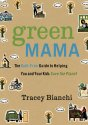 green
MAMA
The Guilt-Free Guide to Helping
You and Your Kids Save the Planet
Tracey Bianchi